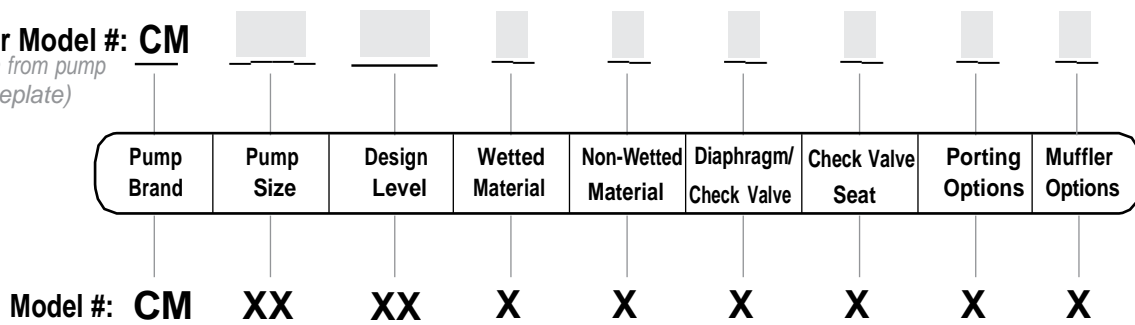 r Model #: CM
from pump
eplate)
Pump Brand
Pump Size
Design Level
Wetted Material
Non-Wetted Material
Diaphragm/ Check Valve
Check Valve Seat
Porting Options
Muffler Options
Model #: CM XX XX X X X X X X